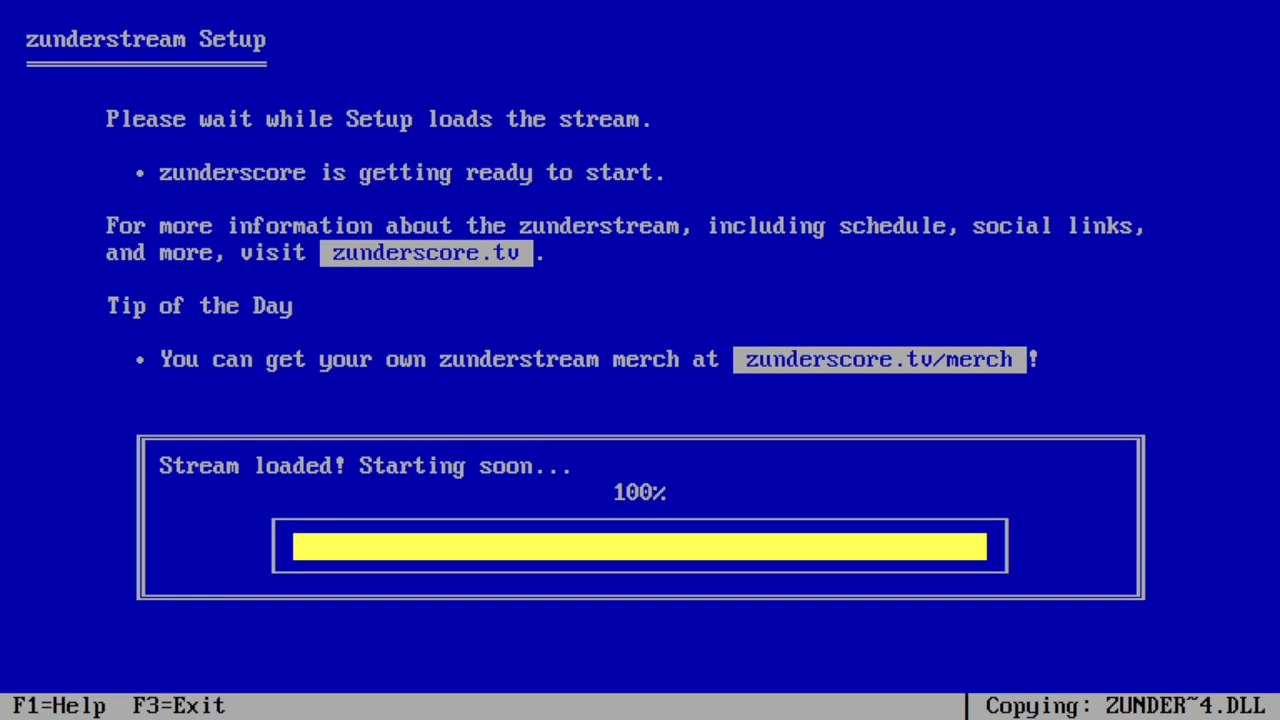 zunderstream Setup
Please wait while Setup loads the stream.
• zunderscore is getting ready to start.
For more information about the zunderstream, including schedule, social links,
and more, visit zunderscore.tv .
Tip of the Day
• You can get your own zunderstream merch at zunderscore.tv/merch !
Stream loaded! Starting soon...
100%
F1=Help F3=Exit | Copying: ZUNDER~4.DLL